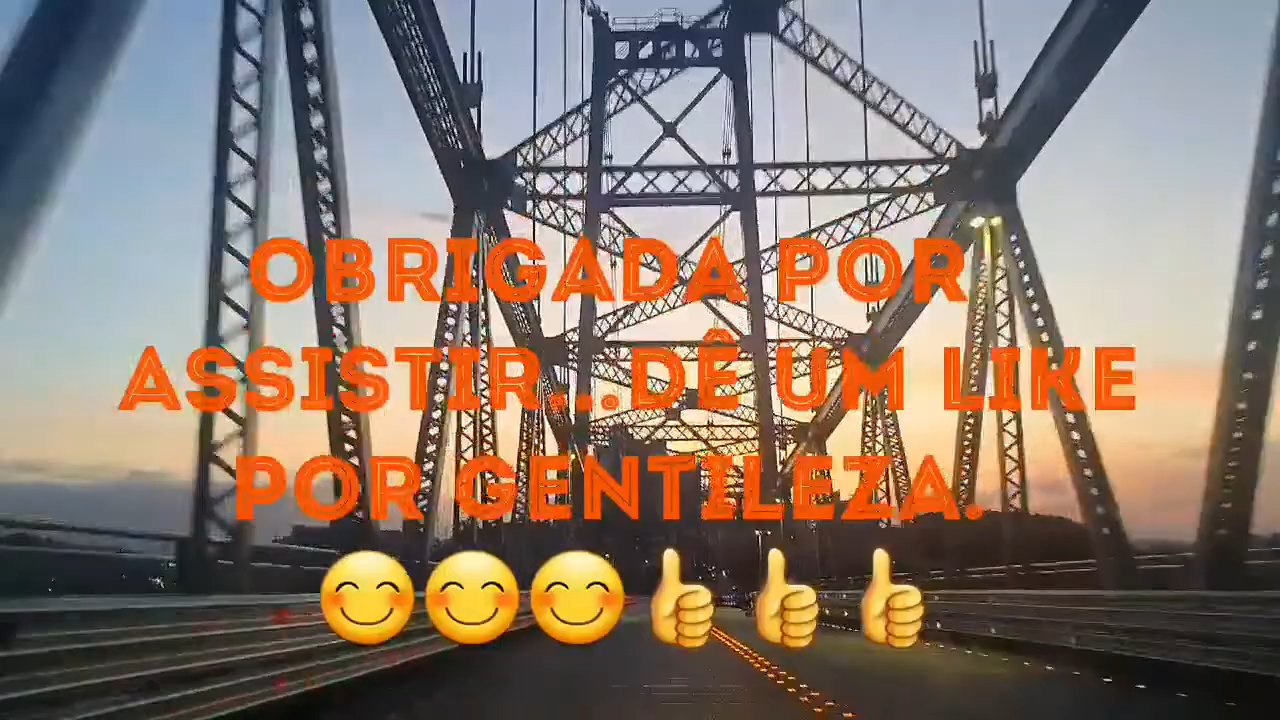 OBRIGADA POR
ASSISTIR...DÊ UM LIKE
POR GENTILEZA.
😊😊😊👍👍👍